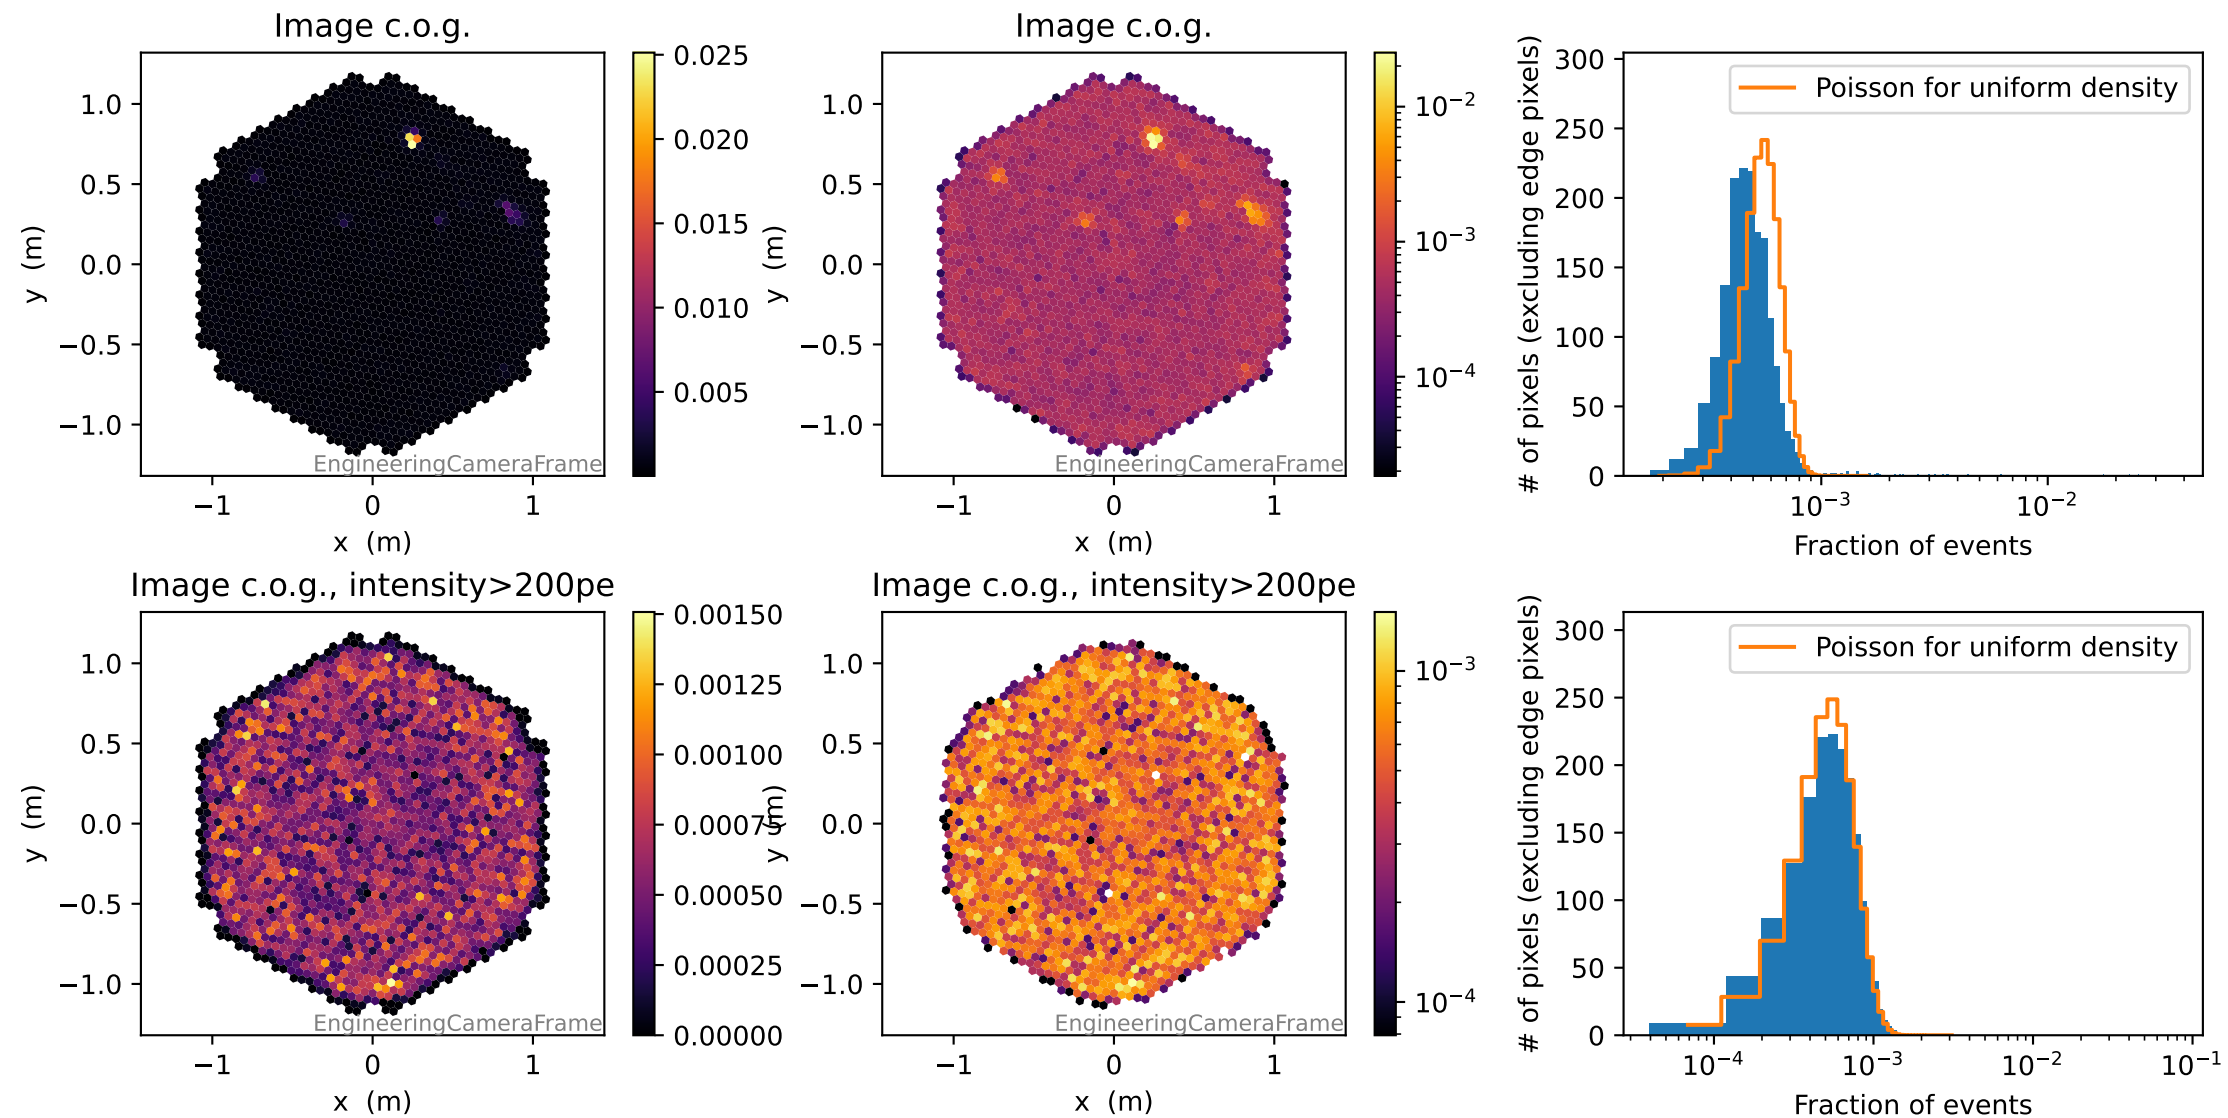 Image c.o.g.
1.0
0.5
0.0
−0.5
−1.0
y (m)
−1 0 1
x (m)
EngineeringCameraFrame
0.025
0.020
0.015
0.010
0.005
Image c.o.g.
1.0
0.5
0.0
−0.5
−1.0
y (m)
−1 0 1
x (m)
EngineeringCameraFrame
10−2
10−3
10−4
300
250
200
150
100
50
0
# of pixels (excluding edge pixels)
Poisson for uniform density
10−3 10−2
Fraction of events
Image c.o.g., intensity>200pe
1.0
0.5
0.0
−0.5
−1.0
y (m)
−1 0 1
x (m)
EngineeringCameraFrame
0.00150
0.00125
0.00100
0.0007
0.00050
0.00025
0.00000
Image c.o.g., intensity>200pe
1.0
0.5
0.0
−0.5
−1.0
y (m)
−1 0 1
x (m)
EngineeringCameraFrame
10−3
10−4
300
250
200
150
100
50
0
# of pixels (excluding edge pixels)
Poisson for uniform density
10−4 10−3 10−2 10−1
Fraction of events